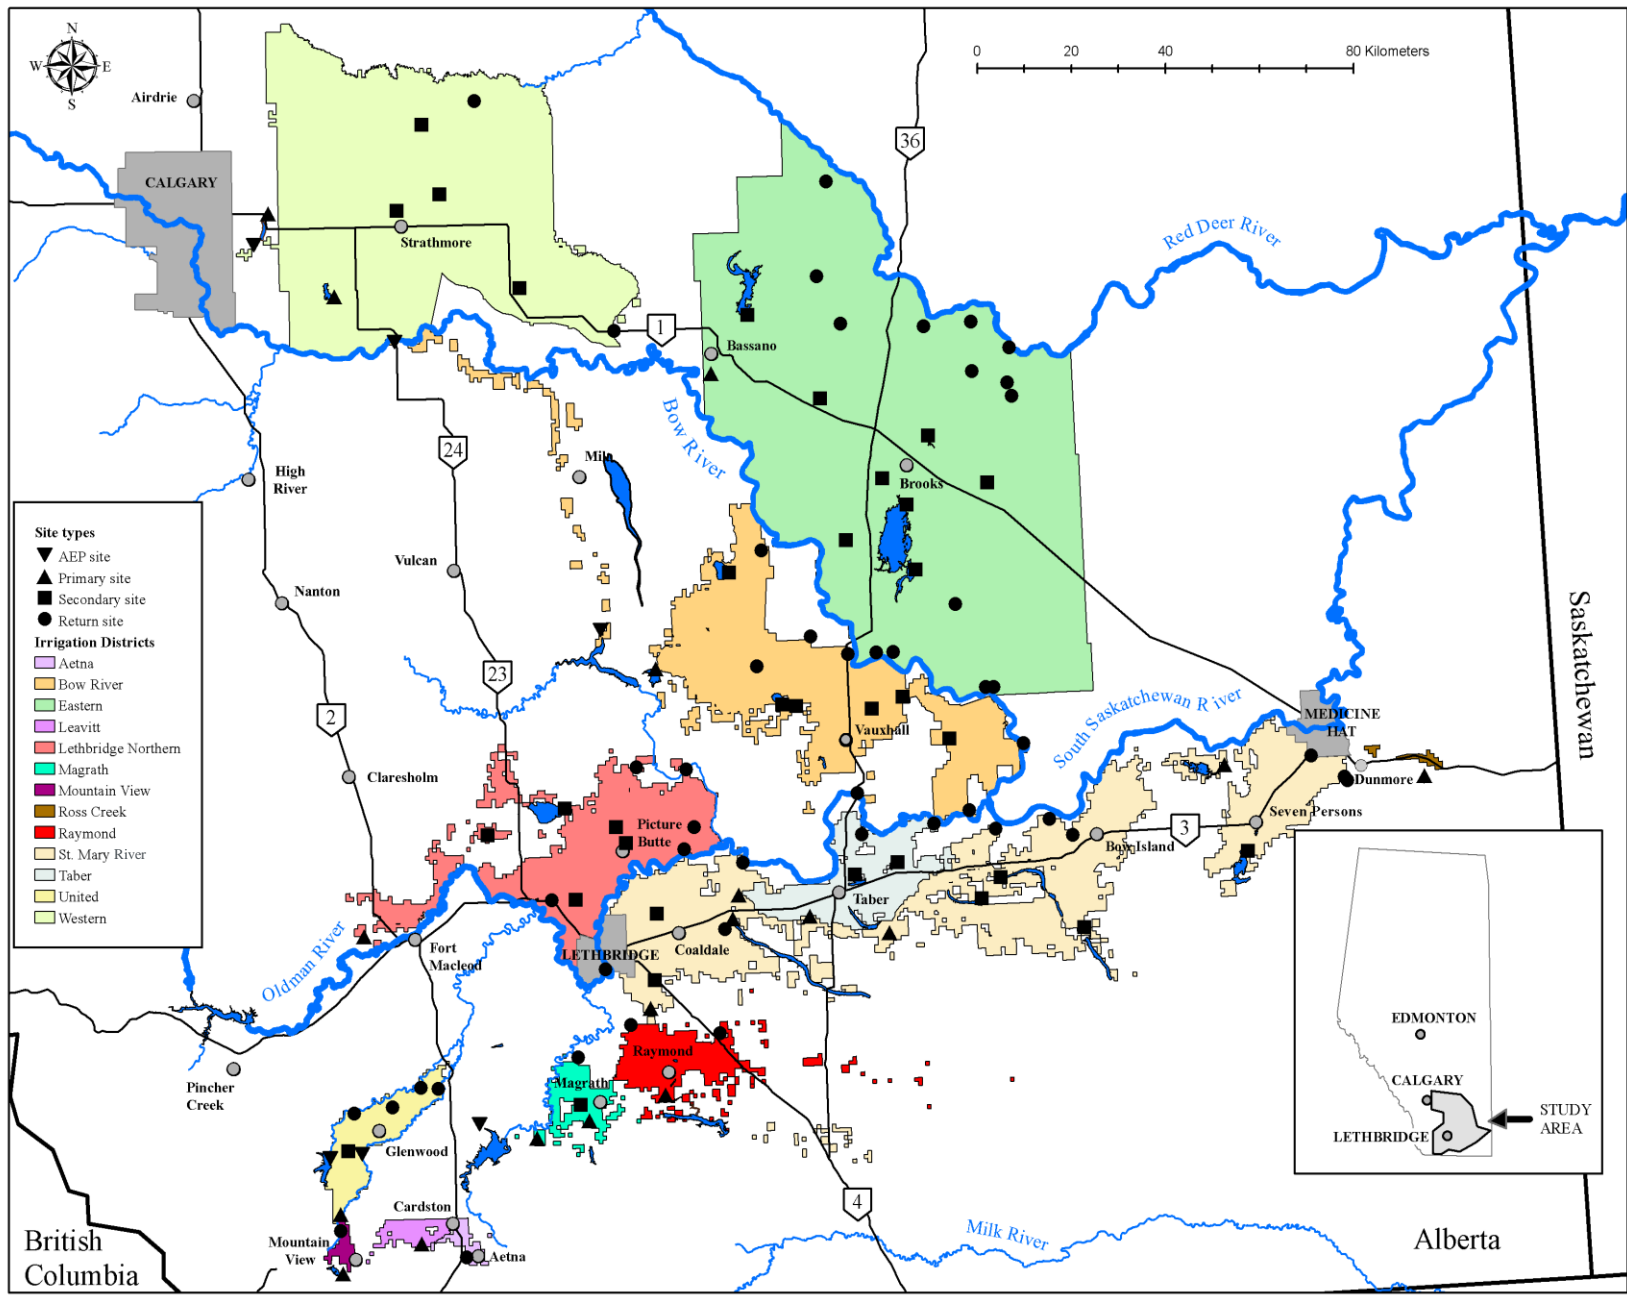 N
W E
S
0 20 40 80 Kilometers
Airdrie
36
CALGARY
Strathmore
Red Deer River
1
Bassano
Bow River
24
Milo
High
River
Brooks
Site types
AEP site
Primary site
Secondary site
Return site
Irrigation Districts
Aetna
Bow River
Eastern
Leavitt
Lethbridge Northern
Magrath
Mountain View
Ross Creek
Raymond
St. Mary River
Taber
United
Western
Vulcan
Nanton
Saskatchewan
23
2
South Saskatchewan River
MEDICINE
HAT
Vauxhall
Claresholm
Dunmore
Seven Persons
Picture
Butte
3
Bow Island
Taber
Fort
Macleod
LETHBRIDGE
Coaldale
Oldman River
Raymond
Magrath
Pincher
Creek
Glenwood
Cardston
4
Mountain
View
Aetna
Milk River
British
Columbia
Alberta
EDMONTON
CALGARY
LETHBRIDGE
STUDY
AREA